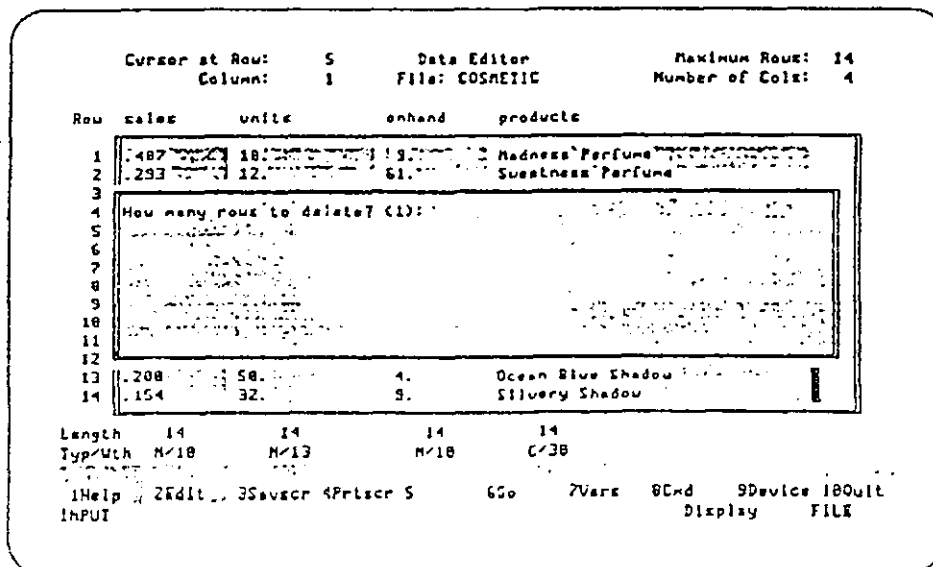 Cursor at Row: 5 Data Editor Maximum Rows: 14
Column: 1 File: COSMETIC Number of Cols: 4
Row sales units onhand products
1 .487 18. 9. Madness Perfume
2 .293 12. 61. Sweetness Perfume
3
4 How many rows to delete? (1):
5
6
7
8
9
10
11
12
13 .208 50. 4. Ocean Blue Shadow
14 .154 32. 9. Silvery Shadow
Length 14 14 14 14
Typ/Wth N/10 N/13 N/10 C/30
1Help 2Edit 3Savscr 4Prtscr 5 6Go 7Vars 8Cmd 9Device 10Quit
INPUT Display FILE